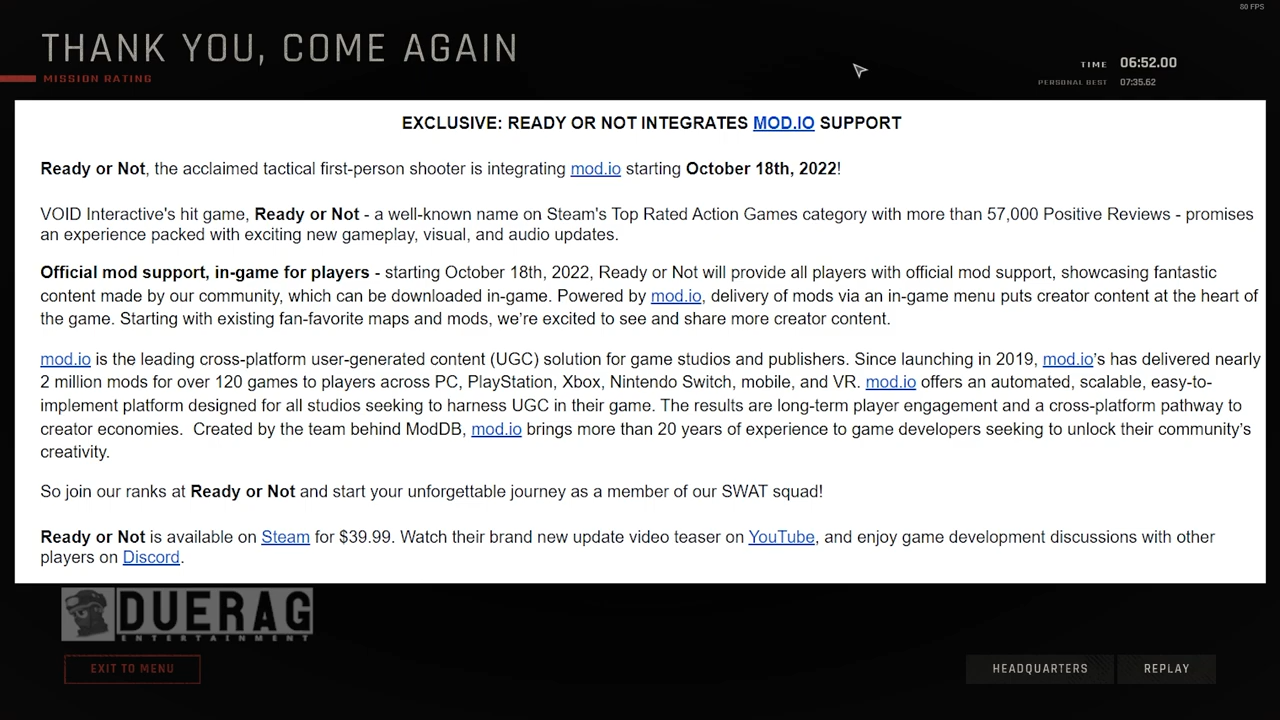 80 FPS
THANK YOU, COME AGAIN
MISSION RATING
TIME 06:52.00
PERSONAL BEST 07:35.62
EXCLUSIVE: READY OR NOT INTEGRATES MOD.IO SUPPORT
Ready or Not, the acclaimed tactical first-person shooter is integrating mod.io starting October 18th, 2022!
VOID Interactive's hit game, Ready or Not - a well-known name on Steam's Top Rated Action Games category with more than 57,000 Positive Reviews - promises
an experience packed with exciting new gameplay, visual, and audio updates.
Official mod support, in-game for players - starting October 18th, 2022, Ready or Not will provide all players with official mod support, showcasing fantastic
content made by our community, which can be downloaded in-game. Powered by mod.io, delivery of mods via an in-game menu puts creator content at the heart of
the game. Starting with existing fan-favorite maps and mods, we’re excited to see and share more creator content.
mod.io is the leading cross-platform user-generated content (UGC) solution for game studios and publishers. Since launching in 2019, mod.io’s has delivered nearly
2 million mods for over 120 games to players across PC, PlayStation, Xbox, Nintendo Switch, mobile, and VR. mod.io offers an automated, scalable, easy-to-
implement platform designed for all studios seeking to harness UGC in their game. The results are long-term player engagement and a cross-platform pathway to
creator economies.  Created by the team behind ModDB, mod.io brings more than 20 years of experience to game developers seeking to unlock their community’s
creativity.
So join our ranks at Ready or Not and start your unforgettable journey as a member of our SWAT squad!
Ready or Not is available on Steam for $39.99. Watch their brand new update video teaser on YouTube, and enjoy game development discussions with other
players on Discord.
DUERAG
ENTERTAINMENT
EXIT TO MENU
HEADQUARTERS
REPLAY